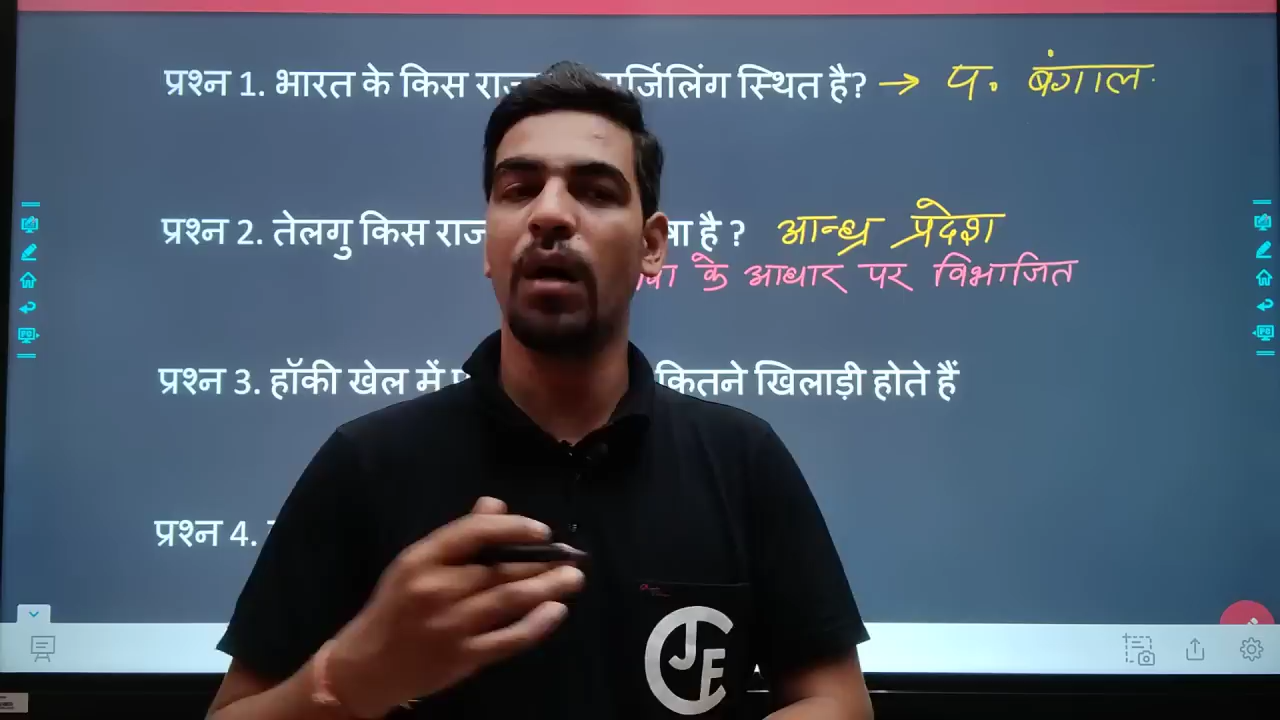 प्रश्न 1. भारत के किस स्थित है? → प. बंगाल
प्रश्न 2. तेलगु किस है ? आन्ध्र प्रदेश
के आधार पर विभाजित
प्रश्न 3. हॉकी खेल में कितने खिलाड़ी होते हैं
प्रश्न 4.